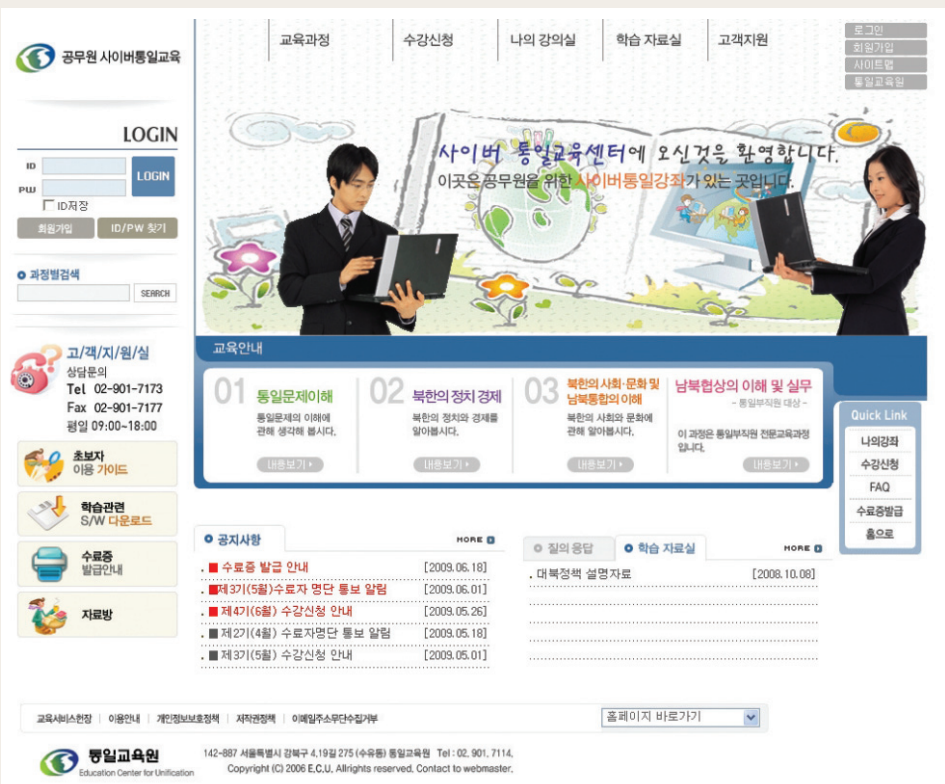 공무원 사이버통일교육
교육과정
수강신청
나의 강의실
학습 자료실
고객지원
로그인
회원가입
사이트맵
통일교육원
LOGIN
ID
PW
LOGIN
ID저장
회원가입
ID/PW 찾기
과정별검색
SEARCH
사이버 통일교육센터에 오신것을 환영합니다.
이곳은 공무원을 위한 사이버통일강좌가 있는 곳입니다.
고/객/지/원/실
상담문의
Tel 02-901-7173
Fax 02-901-7177
평일 09:00~18:00
초보자
이용 가이드
학습관련
S/W 다운로드
수료증
발급안내
자료방
교육안내
01 통일문제이해
통일문제의 이해에
관해 생각해 봅시다.
내용보기
02 북한의 정치 경제
북한의 정치와 경제를
알아봅시다.
내용보기
03 북한의 사회·문화 및
남북통합의 이해
북한의 사회와 문화에
관해 알아봅시다.
내용보기
남북협상의 이해 및 실무
- 통일부직원 대상 -
이 과정은 통일부직원 전문교육과정
입니다.
내용보기
Quick Link
나의강좌
수강신청
FAQ
수료증발급
홈으로
공지사항
MORE
. ■ 수료증 발급 안내 [2009.06.18]
. ■제3기(5월)수료자 명단 통보 알림 [2009.06.01]
. ■ 제4기(6월) 수강신청 안내 [2009.05.26]
. ■ 제2기(4월) 수료자명단 통보 알림 [2009.05.18]
. ■ 제3기(5월) 수강신청 안내 [2009.05.01]
질의 응답
학습 자료실
MORE
. 대북정책 설명자료 [2008.10.08]
교육서비스헌장 | 이용안내 | 개인정보보호정책 | 저작권정책 | 이메일주소무단수집거부
홈페이지 바로가기
통일교육원
Education Center for Unification
142-887 서울특별시 강북구 4.19길 275 (수유동) 통일교육원 Tel : 02. 901. 7114.
Copyright (C) 2006 E.C.U. Allrights reserved. Contact to webmaster.